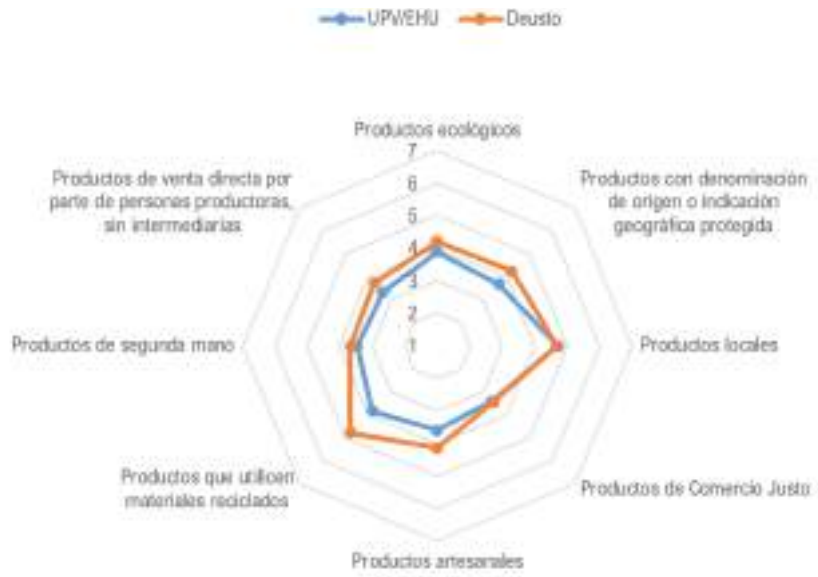 UPV/EHU Deusto
Productos ecológicos
7
6
5
4
3
2
1
Productos con denominación
de origen o indicación
geográfica protegida
Productos locales
Productos de Comercio Justo
Productos artesanales
Productos que utilicen
materiales reciclados
Productos de segunda mano
Productos de venta directa por
parte de personas productoras,
sin intermediarias